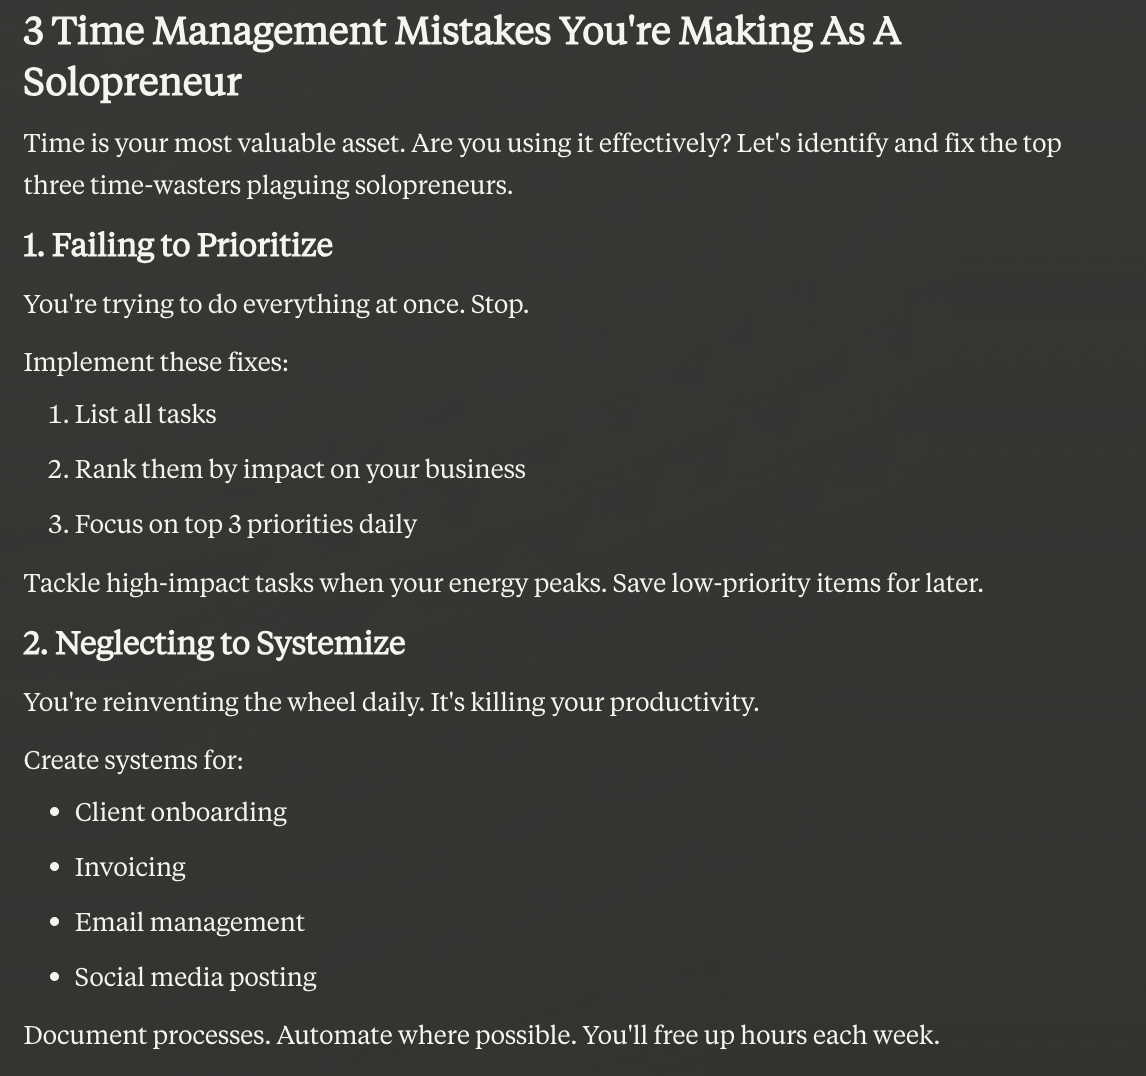 3 Time Management Mistakes You're Making As A
Solopreneur
Time is your most valuable asset. Are you using it effectively? Let's identify and fix the top
three time-wasters plaguing solopreneurs.
1. Failing to Prioritize
You're trying to do everything at once. Stop.
Implement these fixes:
1. List all tasks
2. Rank them by impact on your business
3. Focus on top 3 priorities daily
Tackle high-impact tasks when your energy peaks. Save low-priority items for later.
2. Neglecting to Systemize
You're reinventing the wheel daily. It's killing your productivity.
Create systems for:
• Client onboarding
• Invoicing
• Email management
• Social media posting
Document processes. Automate where possible. You'll free up hours each week.